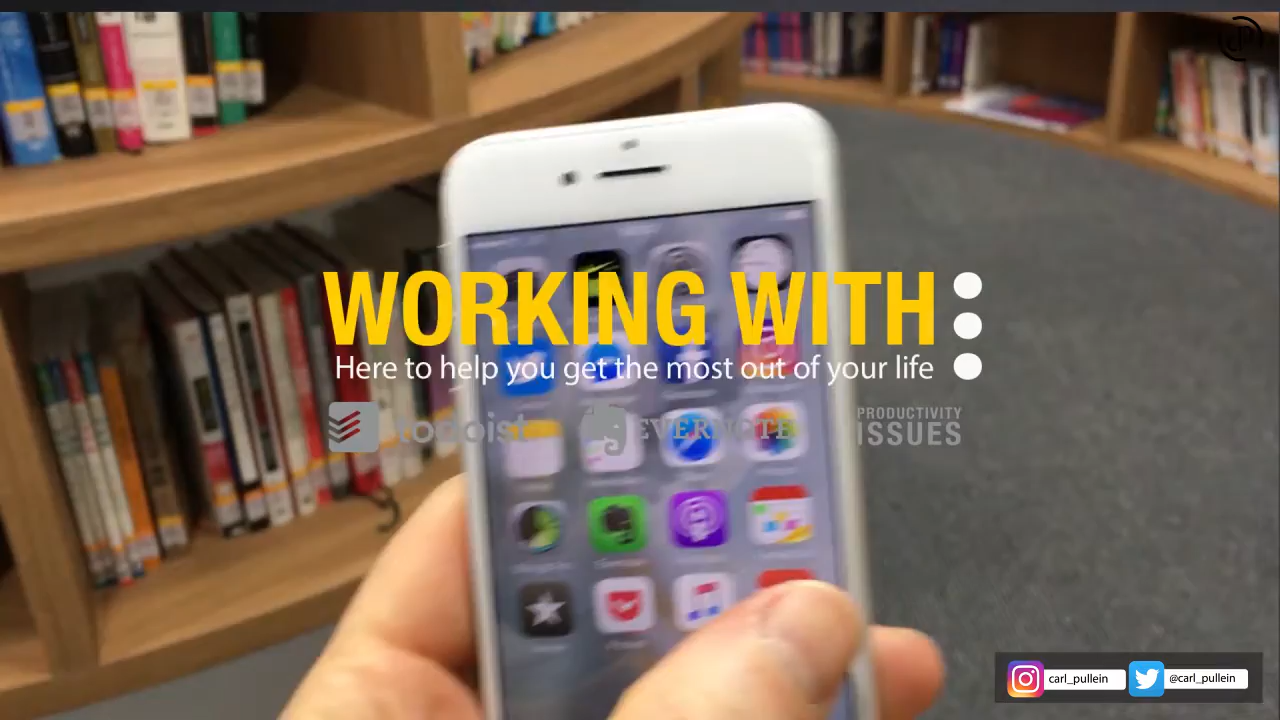 WORKING WITH
Here to help you get the most out of your life
todoist
EVERNOTE
PRODUCTIVITY
ISSUES
carl_pullein
@carl_pullein